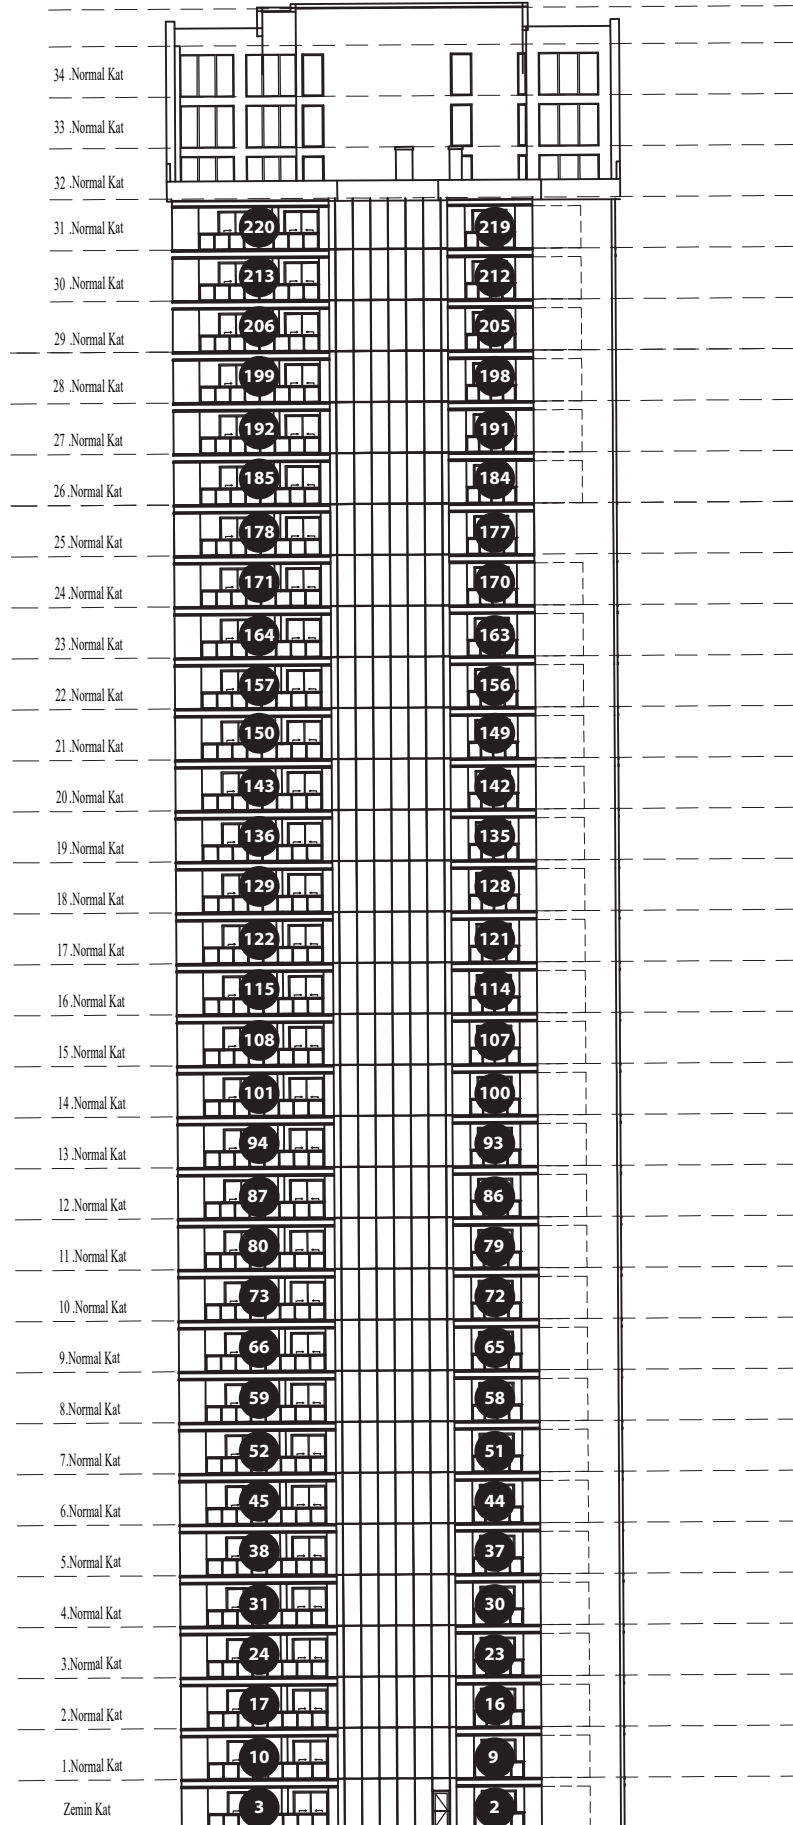 34 .Normal Kat
33 .Normal Kat
32 .Normal Kat
31 .Normal Kat 220 219
30 .Normal Kat 213 212
29 .Normal Kat 206 205
28 .Normal Kat 199 198
27 .Normal Kat 192 191
26 .Normal Kat 185 184
25 .Normal Kat 178 177
24 .Normal Kat 171 170
23 .Normal Kat 164 163
22 .Normal Kat 157 156
21 .Normal Kat 150 149
20 .Normal Kat 143 142
19 .Normal Kat 136 135
18 .Normal Kat 129 128
17 .Normal Kat 122 121
16 .Normal Kat 115 114
15 .Normal Kat 108 107
14 .Normal Kat 101 100
13 .Normal Kat 94 93
12 .Normal Kat 87 86
11 .Normal Kat 80 79
10 .Normal Kat 73 72
9.Normal Kat 66 65
8.Normal Kat 59 58
7.Normal Kat 52 51
6.Normal Kat 45 44
5.Normal Kat 38 37
4.Normal Kat 31 30
3.Normal Kat 24 23
2.Normal Kat 17 16
1.Normal Kat 10 9
Zemin Kat 3 2